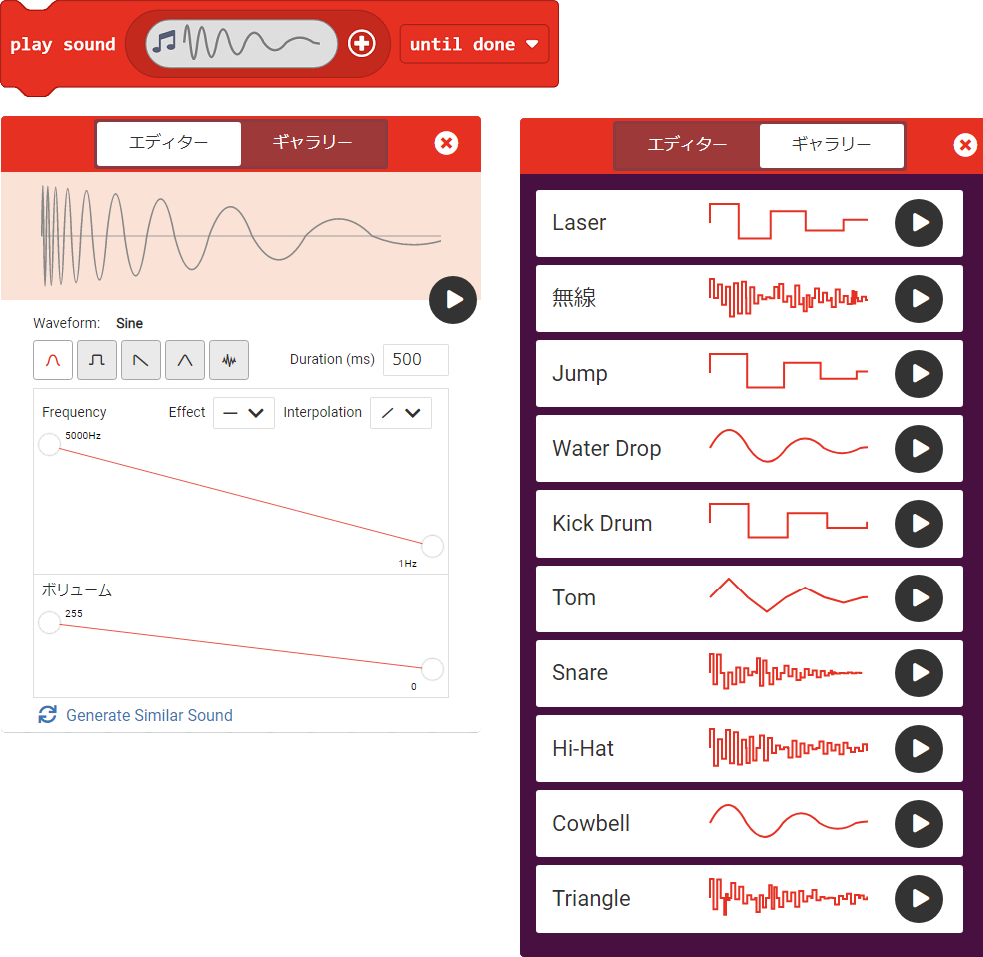 play sound until done
エディター ギャラリー
Waveform: Sine
Duration (ms) 500
Frequency Effect Interpolation
5000Hz
1Hz
ボリューム
255
0
Generate Similar Sound
エディター ギャラリー
Laser
無線
Jump
Water Drop
Kick Drum
Tom
Snare
Hi-Hat
Cowbell
Triangle